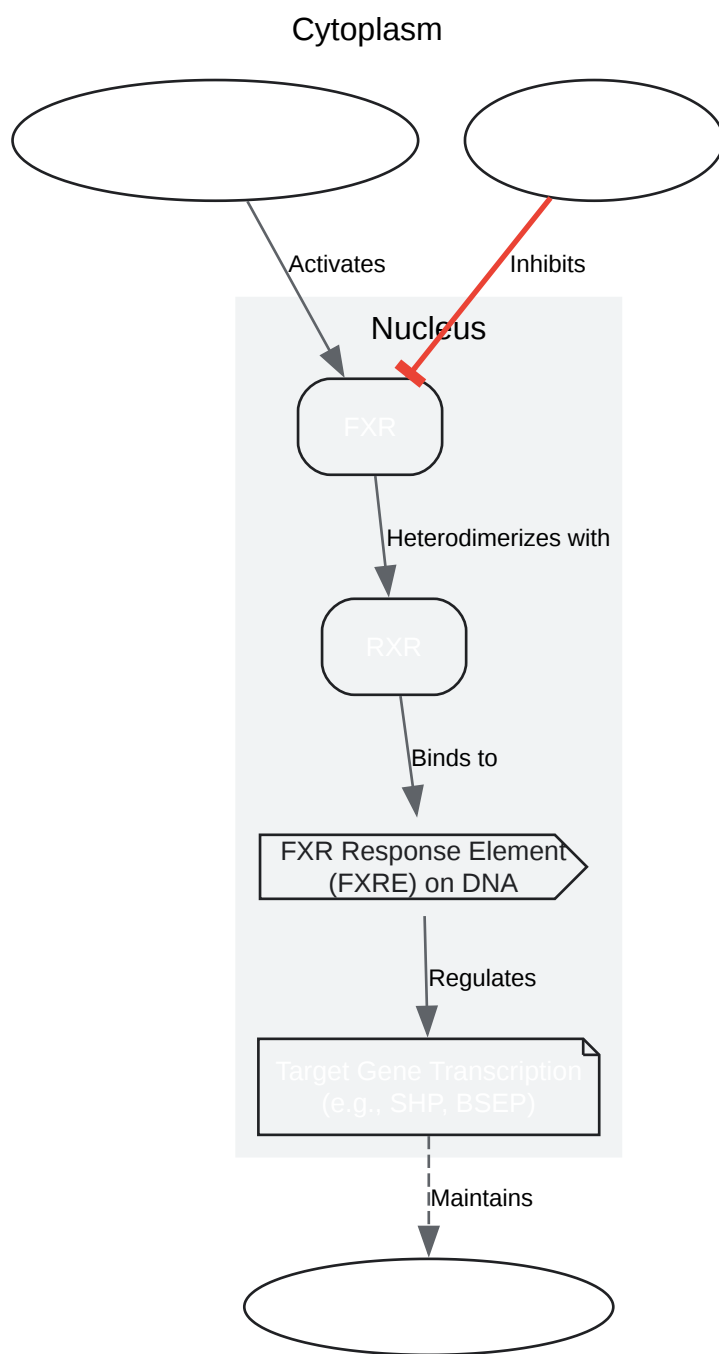 Cytoplasm
Activates
Inhibits
Nucleus
FXR
Heterodimerizes with
RXR
Binds to
FXR Response Element
(FXRE) on DNA
Regulates
Target Gene Transcription
(e.g., SHP, BSEP)
Maintains